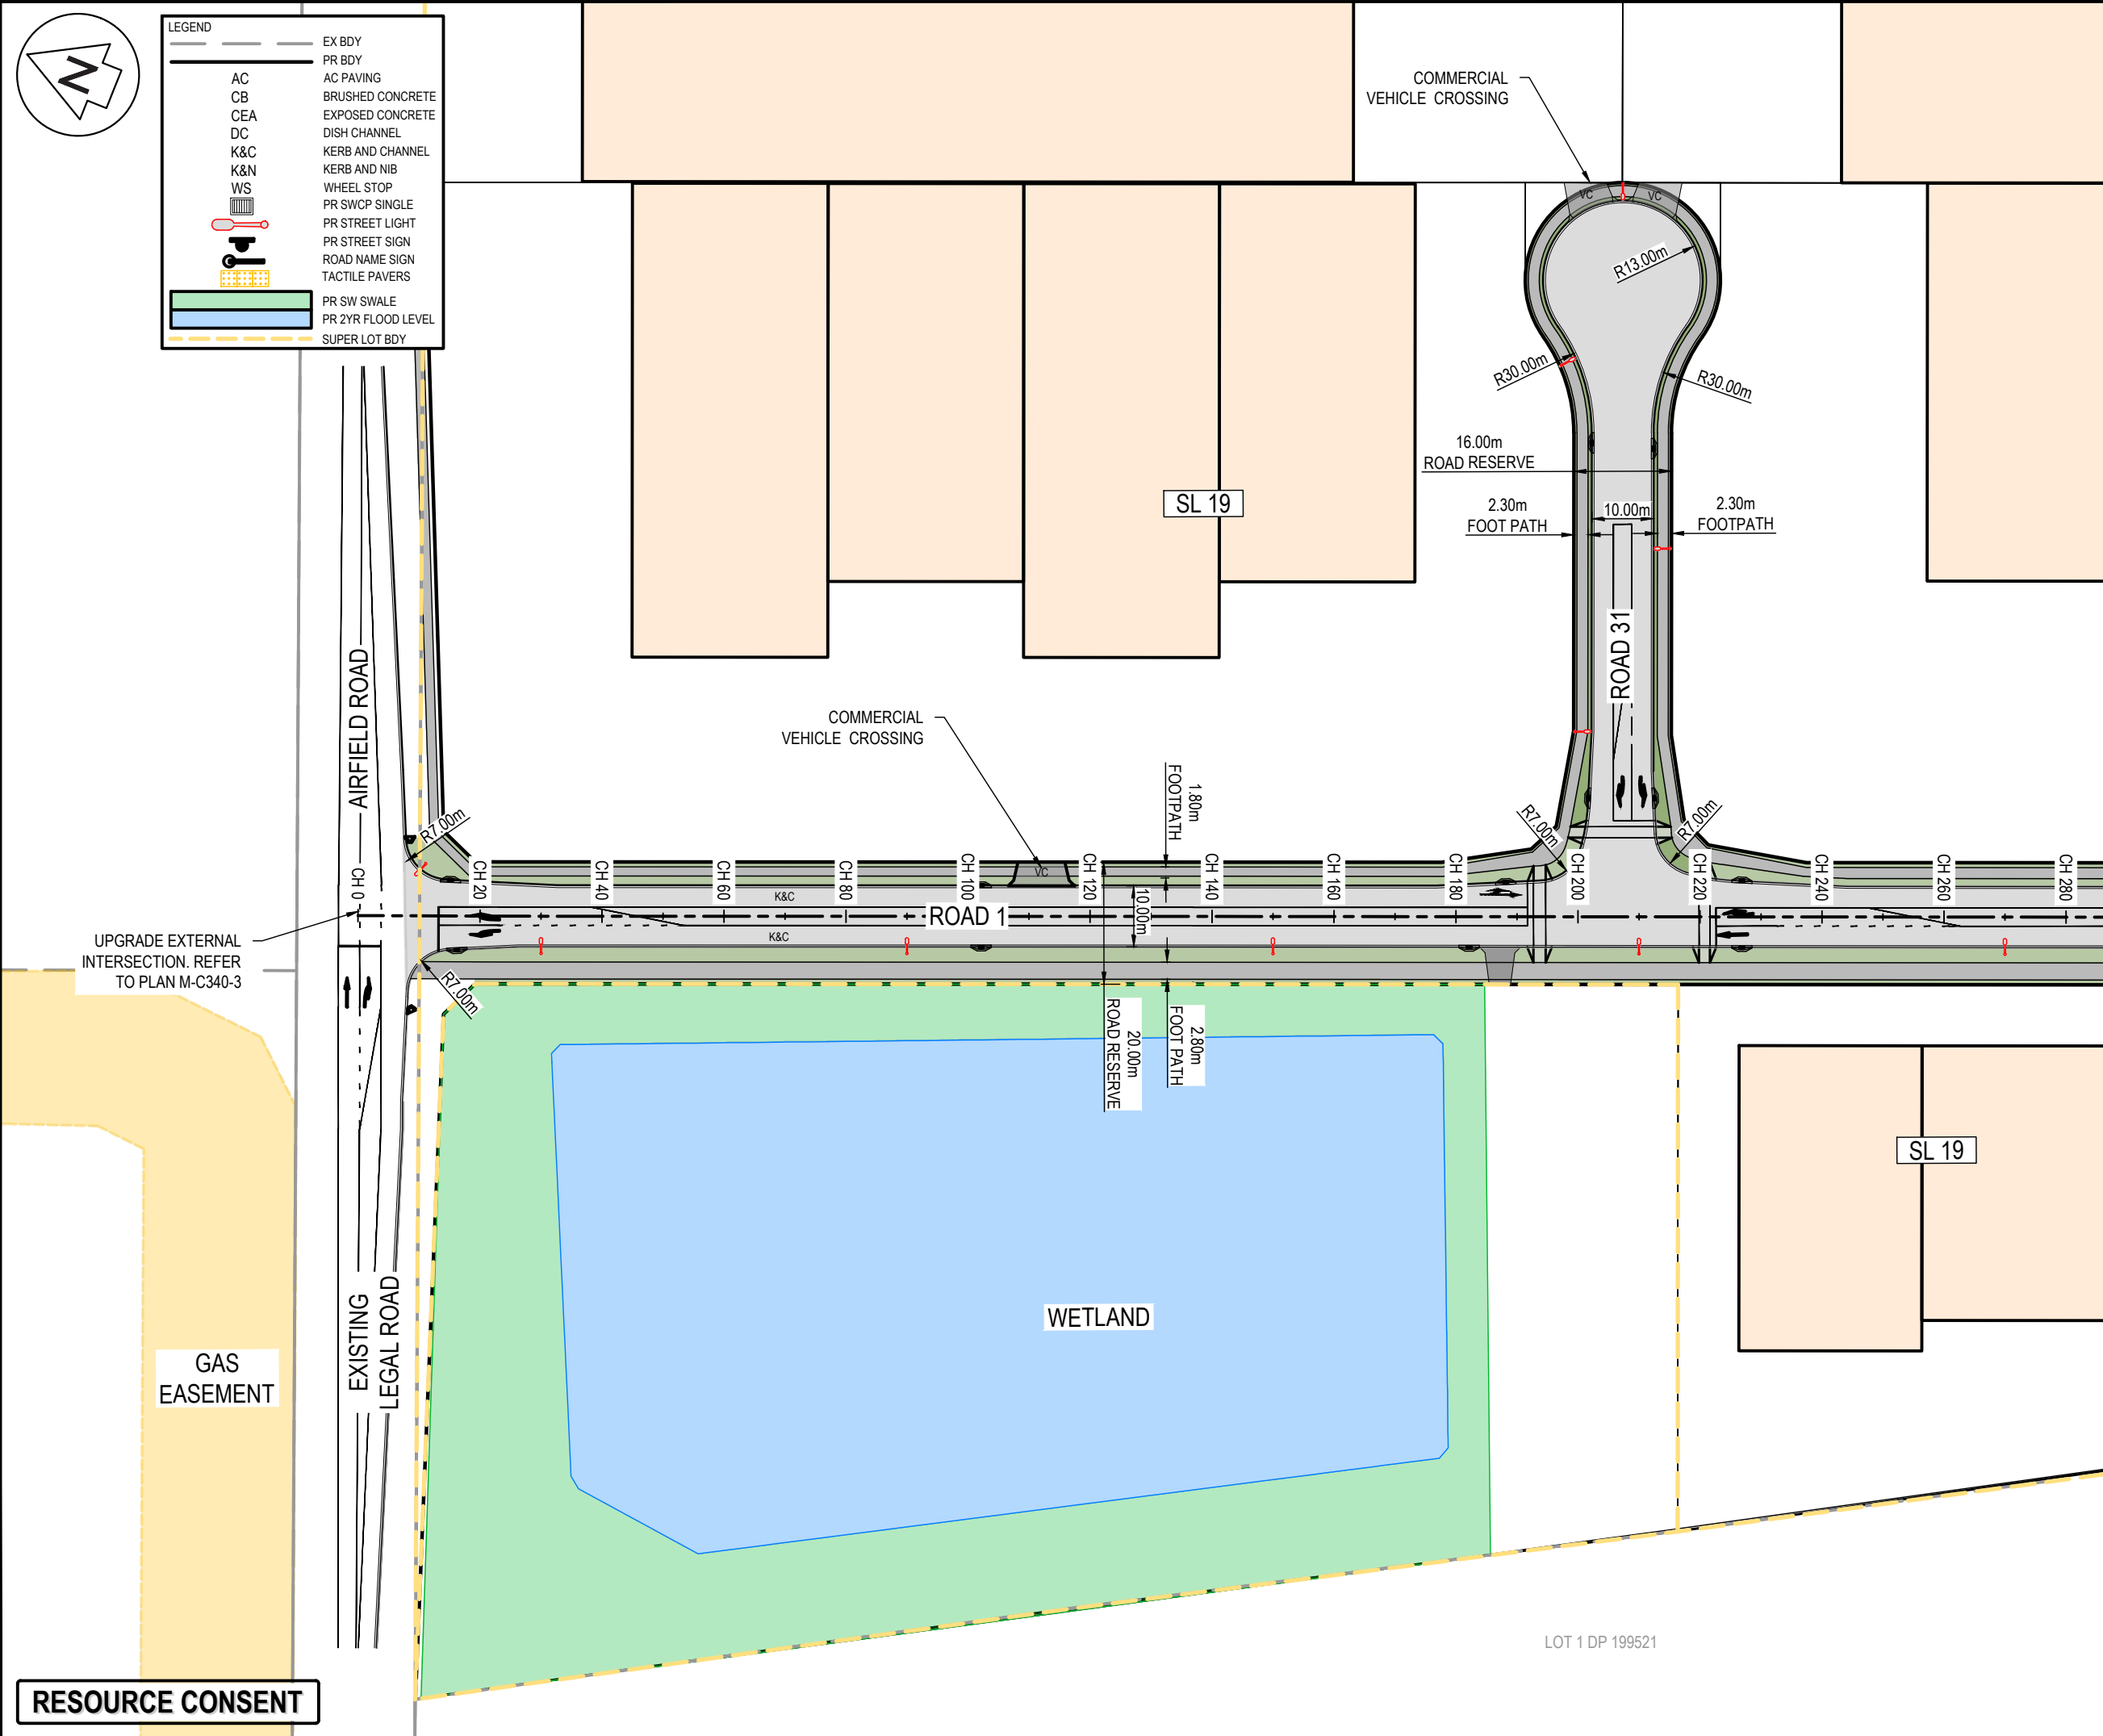 N
LEGEND
EX BDY
PR BDY
AC AC PAVING
CB BRUSHED CONCRETE
CEA EXPOSED CONCRETE
DC DISH CHANNEL
K&C KERB AND CHANNEL
K&N KERB AND NIB
WS WHEEL STOP
PR SWCP SINGLE
PR STREET LIGHT
PR STREET SIGN
ROAD NAME SIGN
TACTILE PAVERS
PR SW SWALE
PR 2YR FLOOD LEVEL
SUPER LOT BDY
COMMERCIAL
VEHICLE CROSSING
VC
VC
R13.00m
R30.00m
R30.00m
16.00m
ROAD RESERVE
2.30m
FOOT PATH
10.00m
2.30m
FOOTPATH
SL 19
ROAD 31
AIRFIELD ROAD
COMMERCIAL
VEHICLE CROSSING
1.80m
FOOTPATH
R7.00m
R7.00m
R7.00m
CH 0
CH 20
CH 40
CH 60
CH 80
CH 100
CH 120
CH 140
CH 160
CH 180
CH 200
CH 220
CH 240
CH 260
CH 280
VC
K&C
10.00m
ROAD 1
K&C
UPGRADE EXTERNAL
INTERSECTION. REFER
TO PLAN M-C340-3
R7.00m
20.00m
ROAD RESERVE
2.80m
FOOT PATH
SL 19
WETLAND
EXISTING
LEGAL ROAD
GAS
EASEMENT
LOT 1 DP 199521
RESOURCE CONSENT